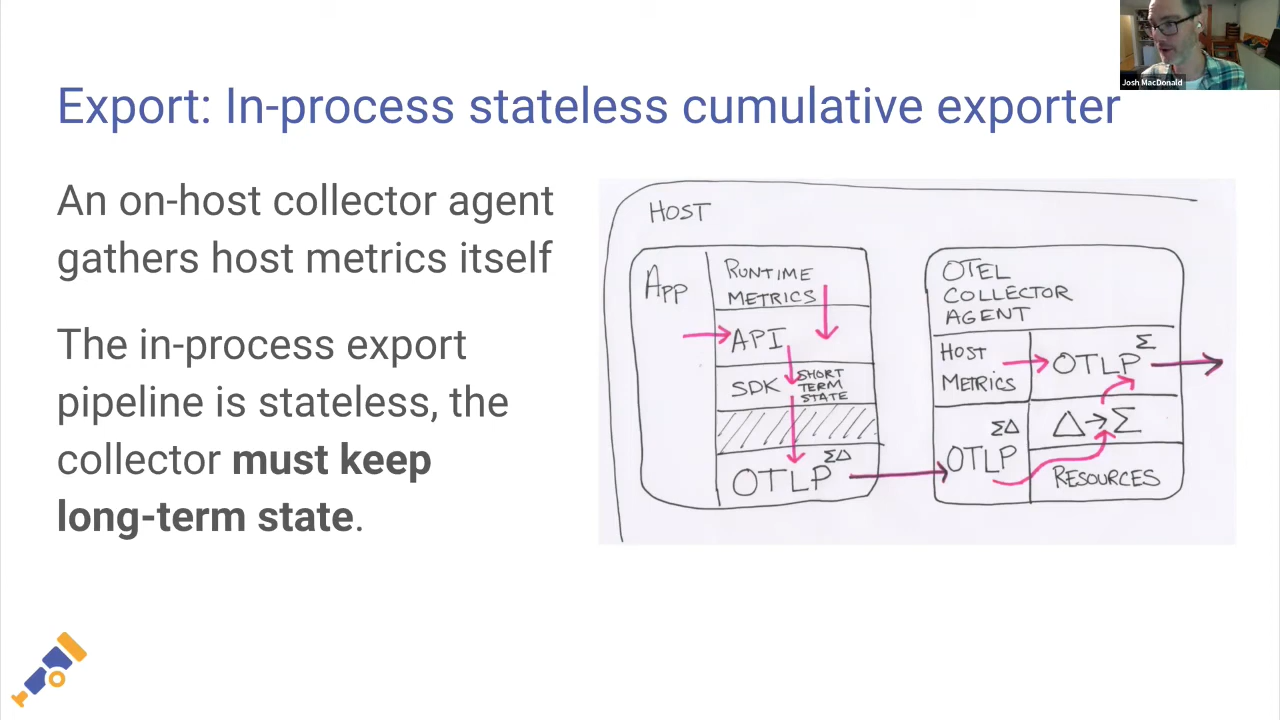 Josh MacDonald
Export: In-process stateless cumulative exporter
An on-host collector agent
gathers host metrics itself
The in-process export
pipeline is stateless, the
collector must keep
long-term state.
HOST
APP
RUNTIME
METRICS
API
SDK
SHORT
TERM
STATE
ΣΔ
OTLP
OTEL
COLLECTOR
AGENT
HOST
METRICS
Σ
OTLP
ΣΔ
OTLP
Δ→Σ
RESOURCES